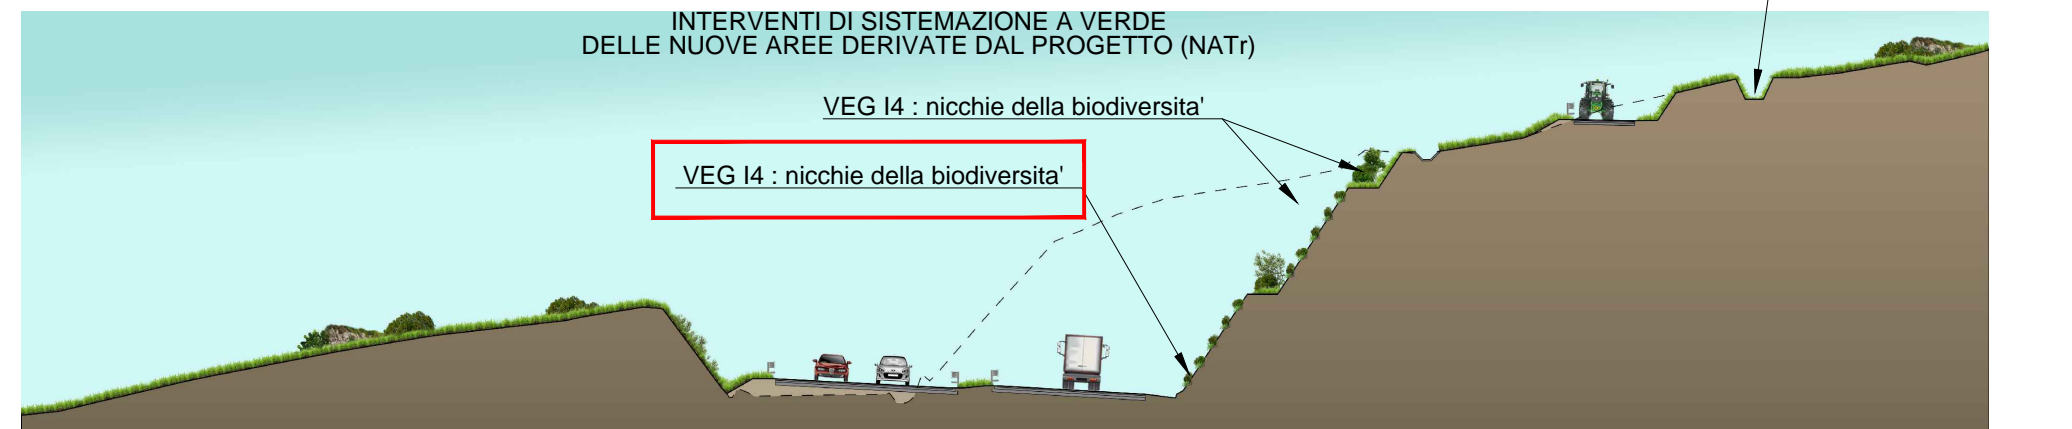 INTERVENTI DI SISTEMAZIONE A VERDE
DELLE NUOVE AREE DERIVATE DAL PROGETTO (NATr)
VEG I4 : nicchie della biodiversita'
VEG I4 : nicchie della biodiversita'